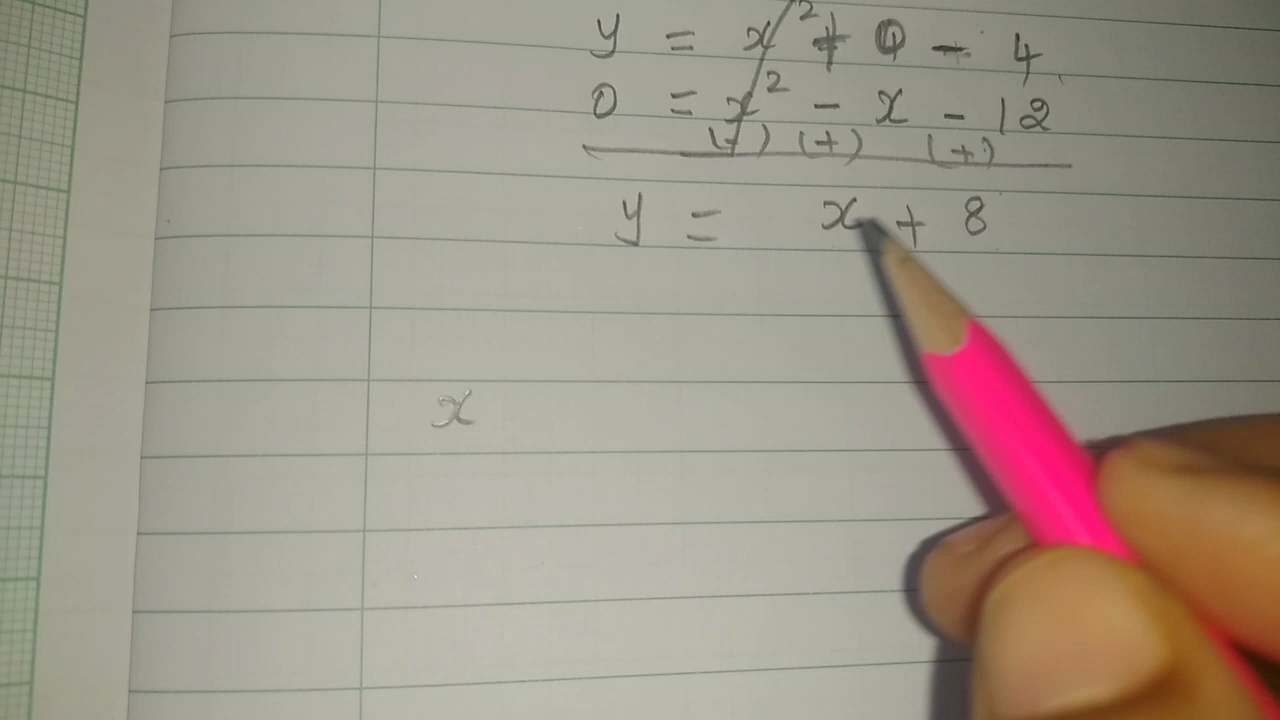 y = x² + 0 - 4
0 = x² - x - 12
(-) (+) (+)
y = x + 8
x